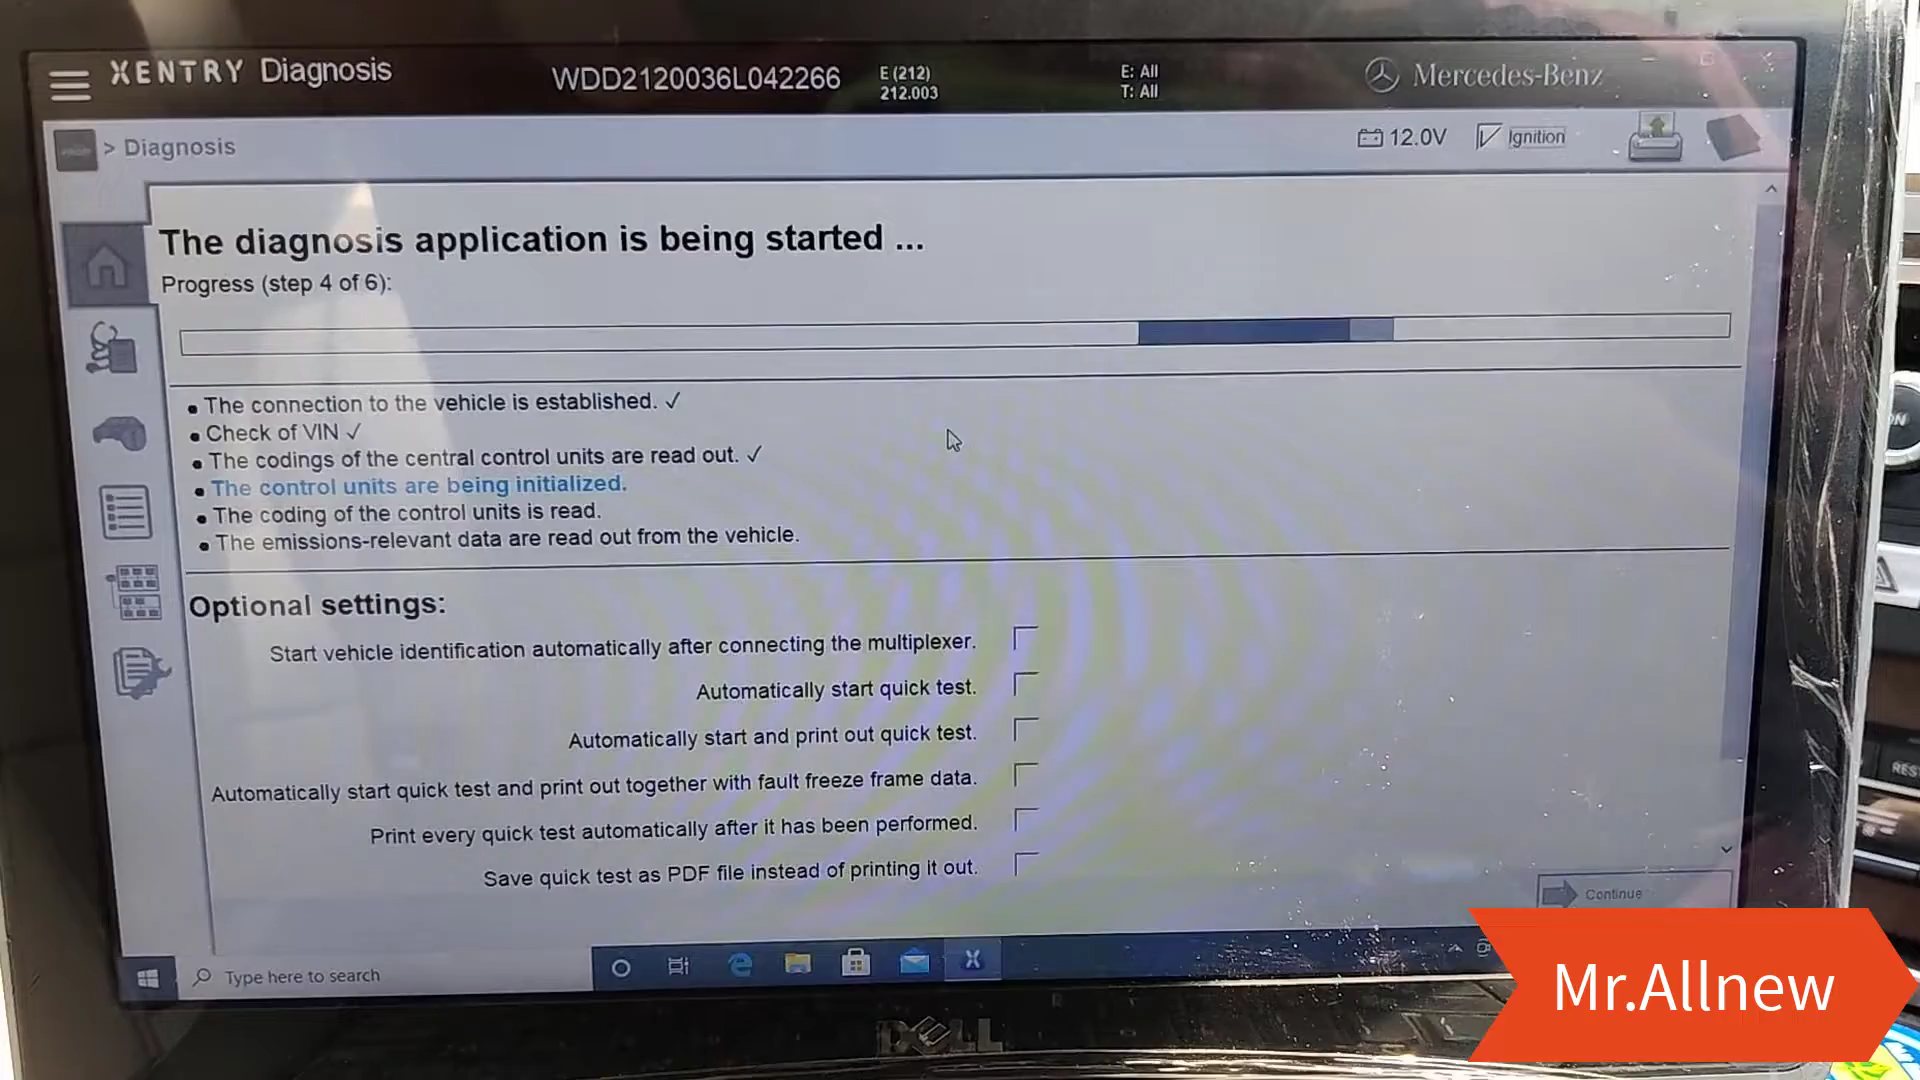 XENTRY Diagnosis
WDD2120036L042266
E (212)
212.003
E: All
T: All
Mercedes-Benz
> Diagnosis
12.0V
Ignition
The diagnosis application is being started ...
Progress (step 4 of 6):
• The connection to the vehicle is established. ✓
• Check of VIN ✓
• The codings of the central control units are read out. ✓
• The control units are being initialized.
• The coding of the control units is read.
• The emissions-relevant data are read out from the vehicle.
Optional settings:
Start vehicle identification automatically after connecting the multiplexer.
Automatically start quick test.
Automatically start and print out quick test.
Automatically start quick test and print out together with fault freeze frame data.
Print every quick test automatically after it has been performed.
Save quick test as PDF file instead of printing it out.
Continue
Type here to search
DELL
Mr.Allnew